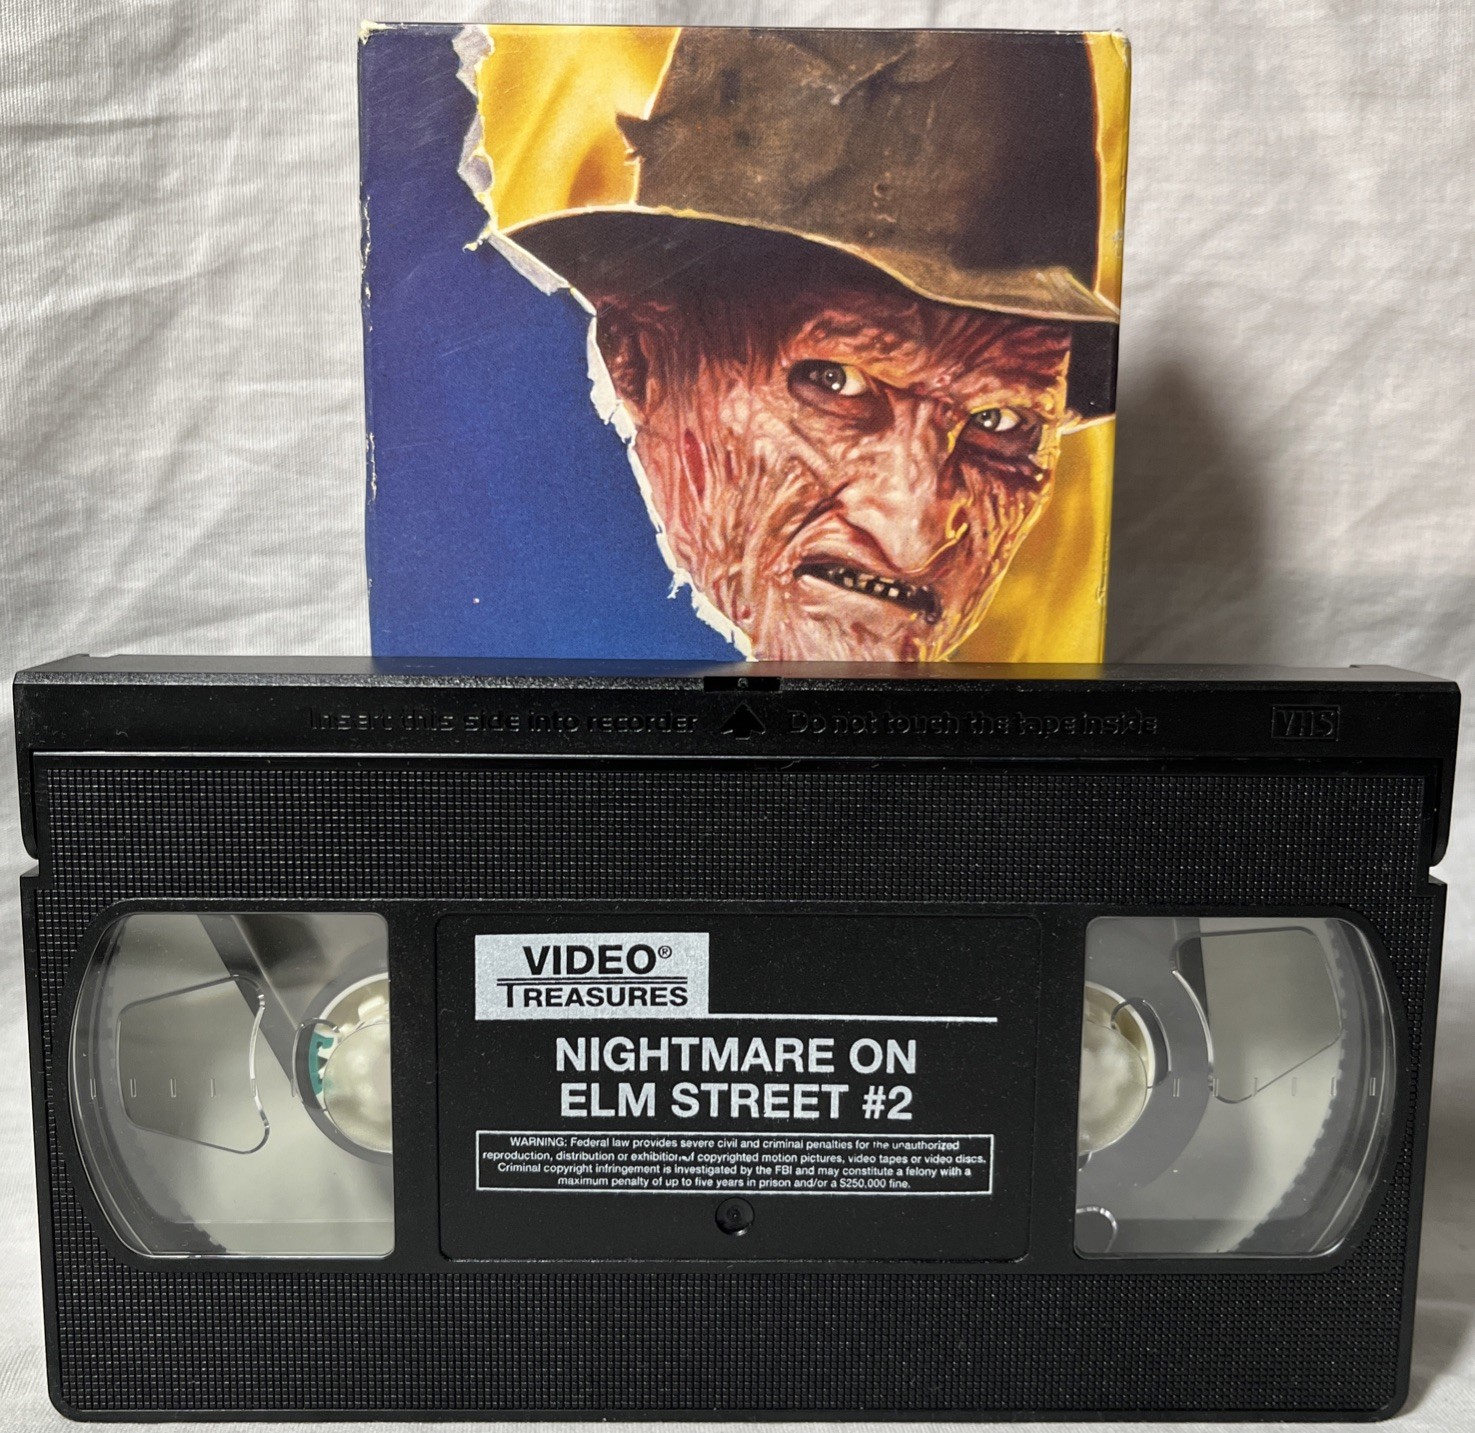 Insert this side into recorder Do not touch the tape inside VHS
VIDEO®
TREASURES
NIGHTMARE ON
ELM STREET #2
WARNING: Federal law provides severe civil and criminal penalties for the unauthorized
reproduction, distribution or exhibition of copyrighted motion pictures, video tapes or video discs.
Criminal copyright infringement is investigated by the FBI and may constitute a felony with a
maximum penalty of up to five years in prison and/or a $250,000 fine.